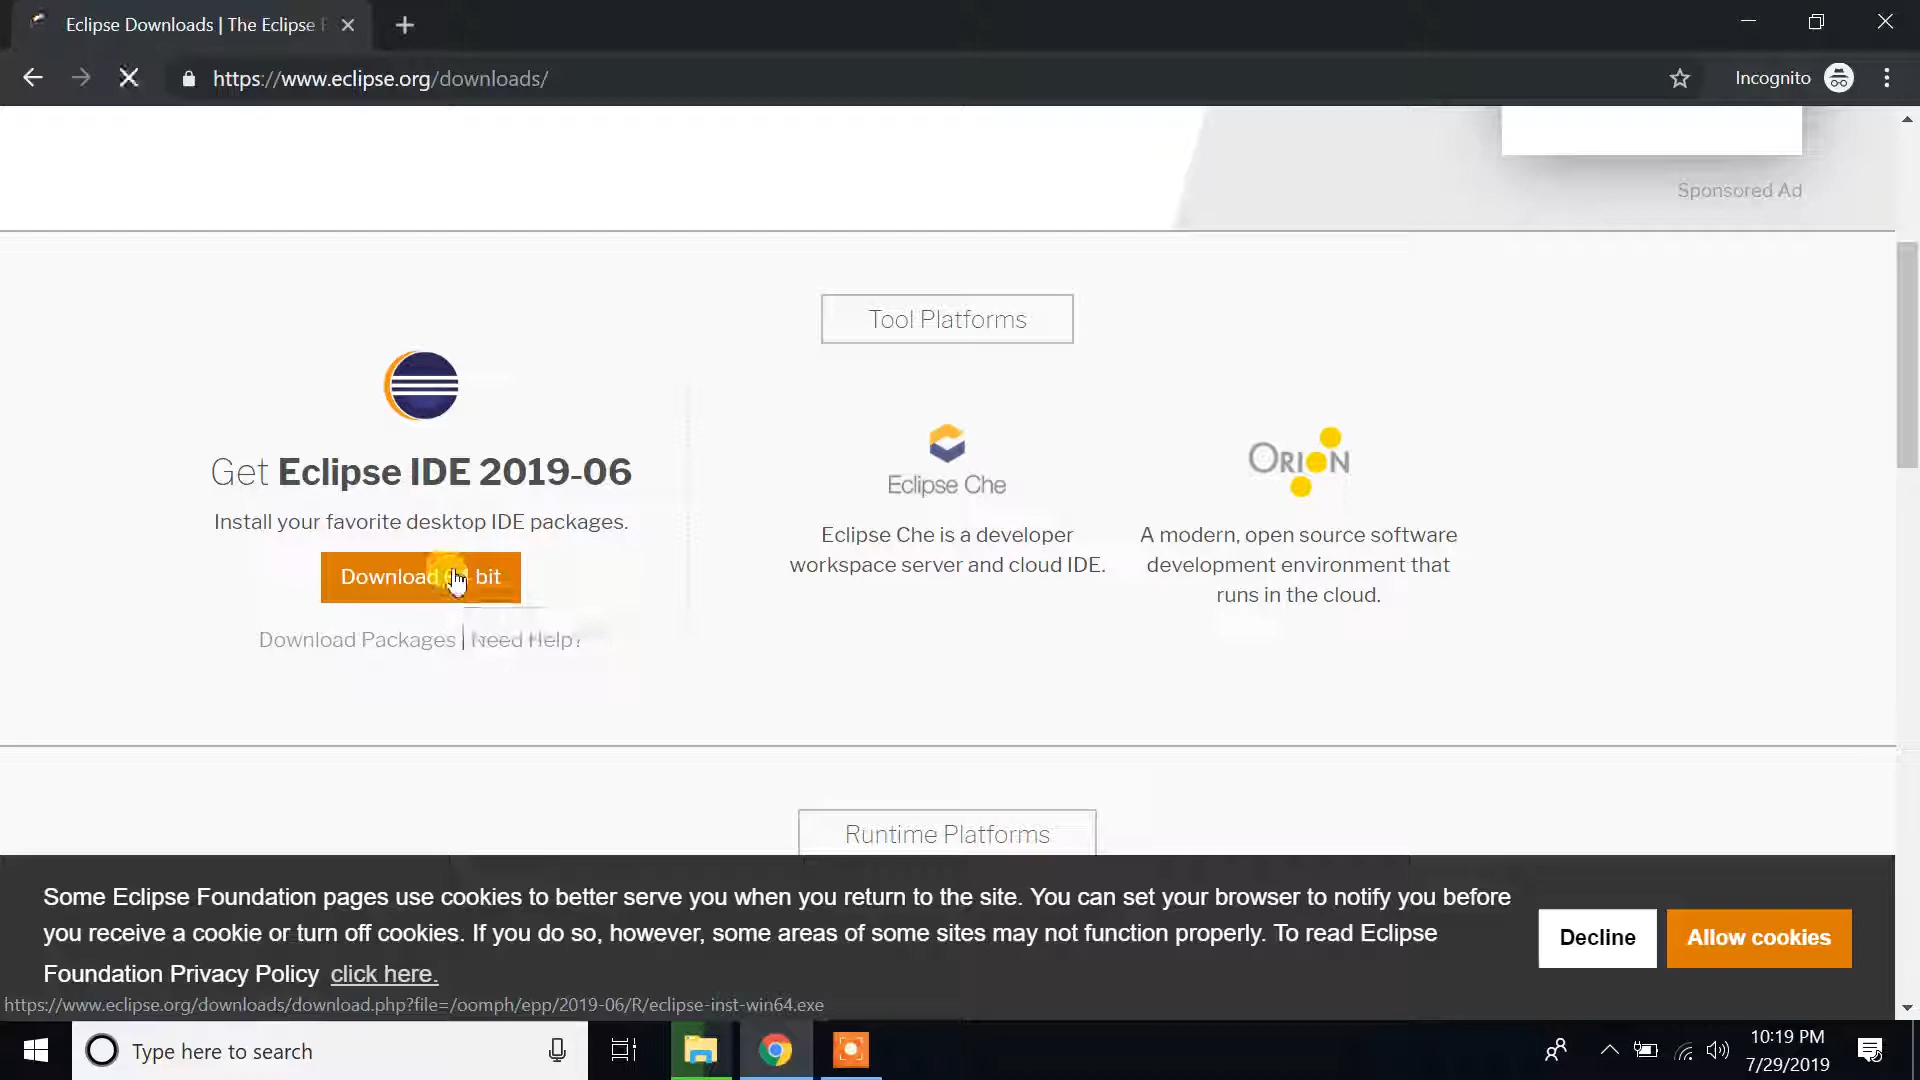 Eclipse Downloads | The Eclipse F
https://www.eclipse.org/downloads/
Incognito
Sponsored Ad
Tool Platforms
Get Eclipse IDE 2019-06
Install your favorite desktop IDE packages.
Download bit
Download Packages | Need Help?
Eclipse Che
Eclipse Che is a developer
workspace server and cloud IDE.
ORION
A modern, open source software
development environment that
runs in the cloud.
Runtime Platforms
Some Eclipse Foundation pages use cookies to better serve you when you return to the site. You can set your browser to notify you before
you receive a cookie or turn off cookies. If you do so, however, some areas of some sites may not function properly. To read Eclipse
Foundation Privacy Policy click here.
Decline
Allow cookies
https://www.eclipse.org/downloads/download.php?file=/oomph/epp/2019-06/R/eclipse-inst-win64.exe
Type here to search
10:19 PM
7/29/2019